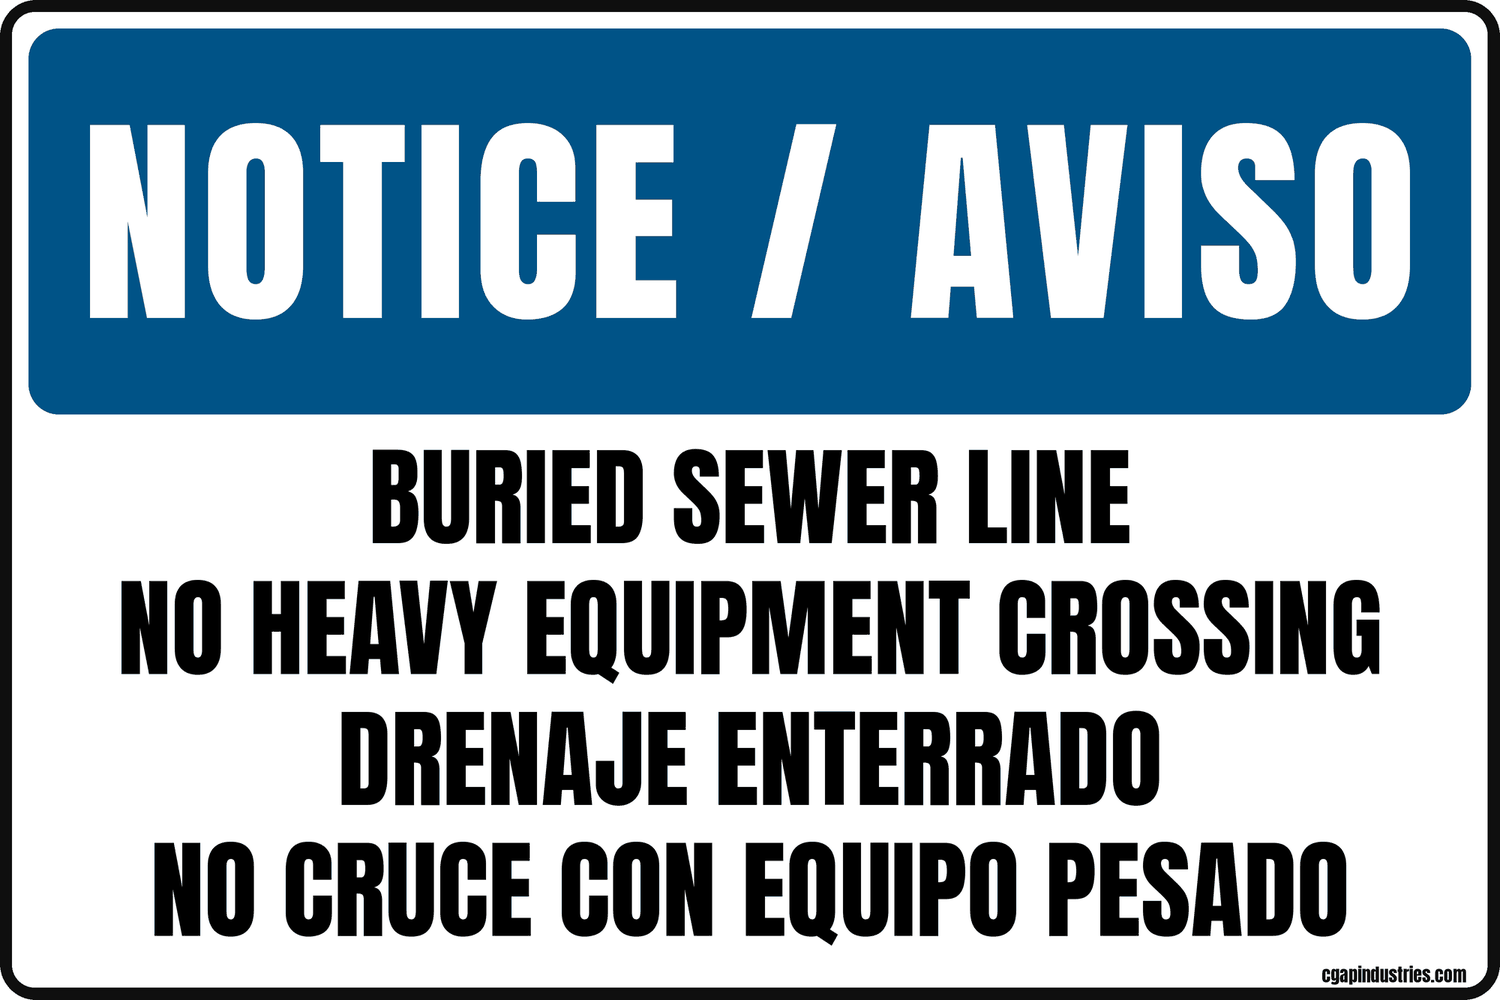 NOTICE / AVISO
BURIED SEWER LINE
NO HEAVY EQUIPMENT CROSSING
DRENAJE ENTERRADO
NO CRUCE CON EQUIPO PESADO
cgapindustries.com